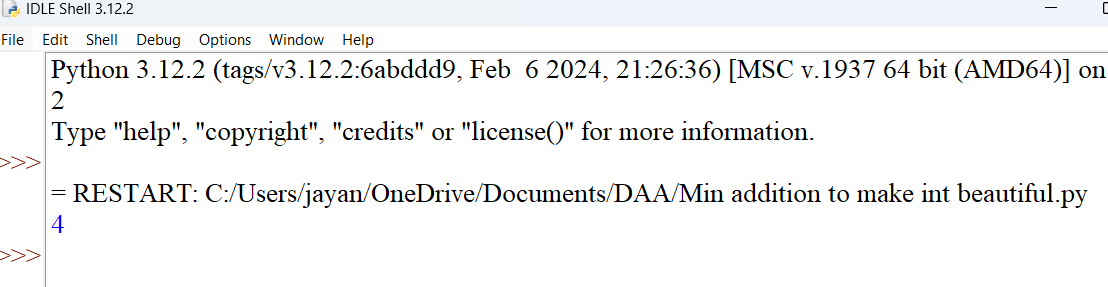 IDLE Shell 3.12.2
File Edit Shell Debug Options Window Help
Python 3.12.2 (tags/v3.12.2:6abddd9, Feb  6 2024, 21:26:36) [MSC v.1937 64 bit (AMD64)] on
2
Type "help", "copyright", "credits" or "license()" for more information.
>>>
= RESTART: C:/Users/jayan/OneDrive/Documents/DAA/Min addition to make int beautiful.py
4
>>>